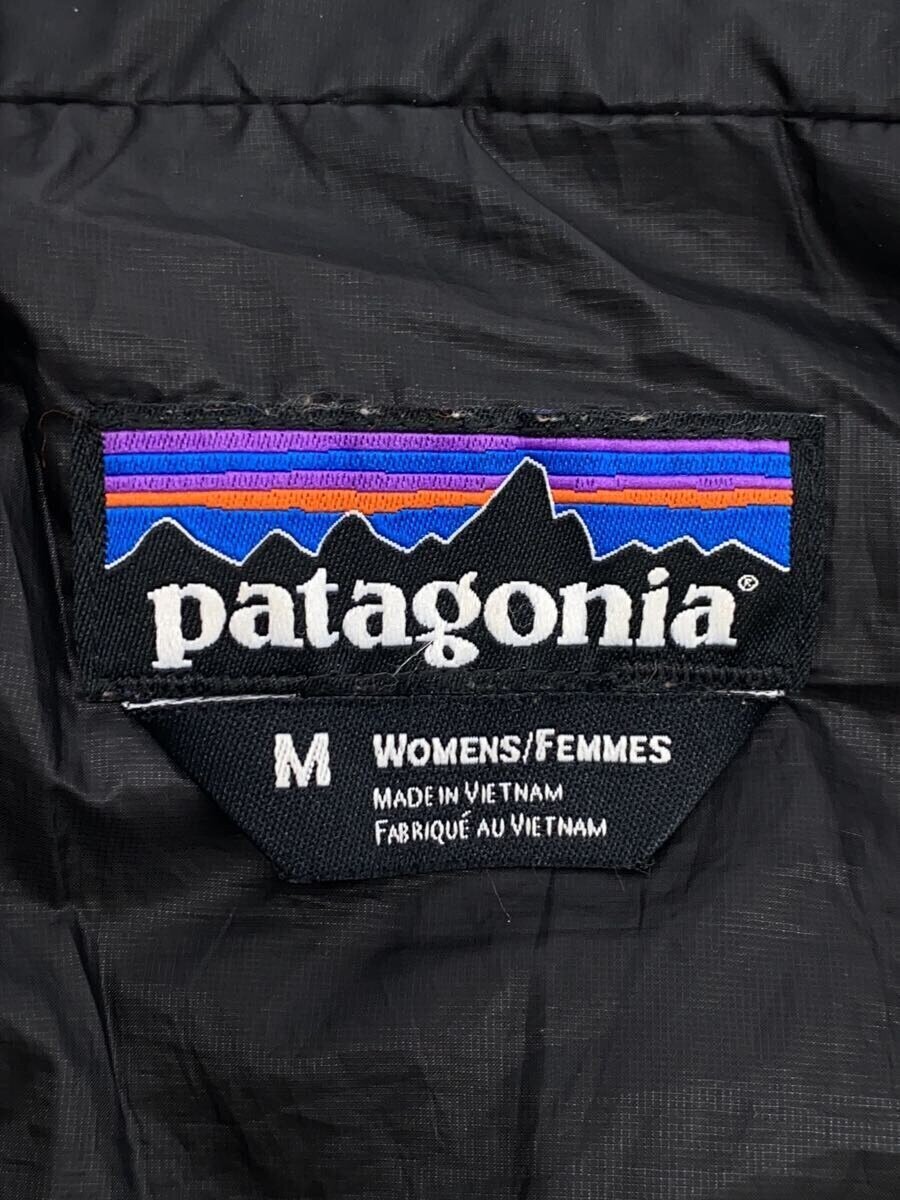 patagonia®
M WOMENS/FEMMES
MADE IN VIETNAM
FABRIQUÉ AU VIETNAM